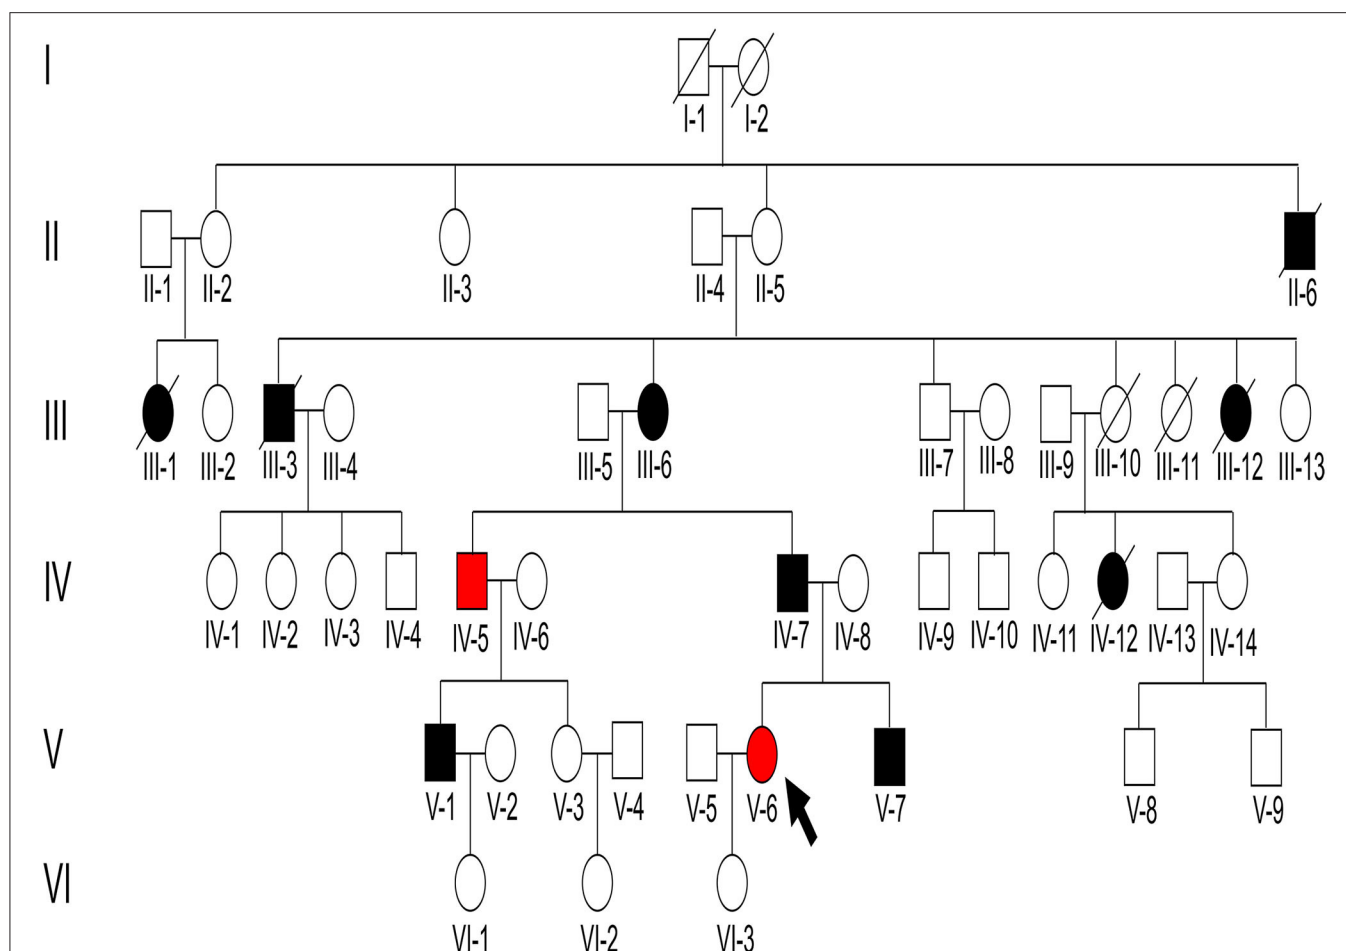 I
I-1 I-2
II
II-1 II-2 II-3 II-4 II-5 II-6
III
III-1 III-2 III-3 III-4 III-5 III-6 III-7 III-8 III-9 III-10 III-11 III-12 III-13
IV
IV-1 IV-2 IV-3 IV-4 IV-5 IV-6 IV-7 IV-8 IV-9 IV-10 IV-11 IV-12 IV-13 IV-14
V
V-1 V-2 V-3 V-4 V-5 V-6 V-7 V-8 V-9
VI
VI-1 VI-2 VI-3